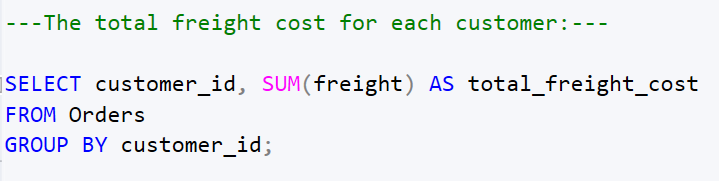 ---The total freight cost for each customer:---
SELECT customer_id, SUM(freight) AS total_freight_cost
FROM Orders
GROUP BY customer_id;